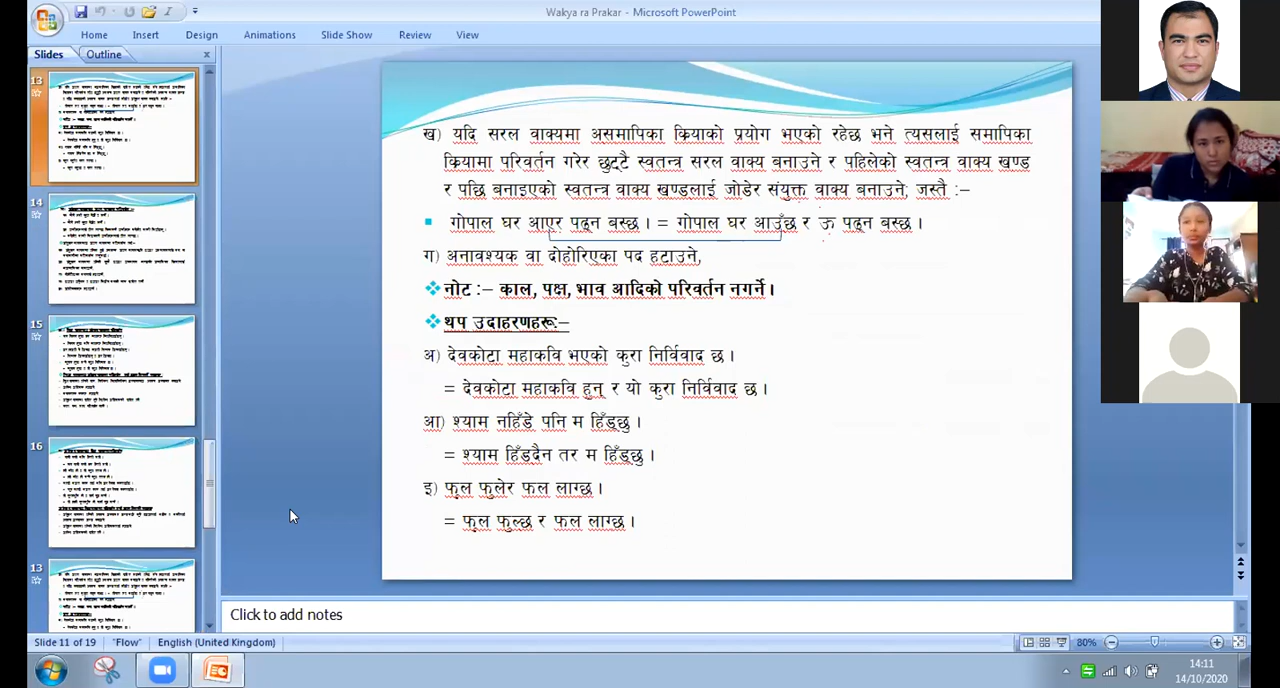 Wakya ra Prakar - Microsoft PowerPoint
Home Insert Design Animations Slide Show Review View
Slides Outline
13
14
15
16
13
ख) यदि सरल वाक्यमा असमापिका क्रियाको प्रयोग भएको रहेछ भने त्यसलाई समापिका
क्रियामा परिवर्तन गरेर छुट्टै स्वतन्त्र सरल वाक्य बनाउने र पहिलेको स्वतन्त्र वाक्य खण्ड
र पछि बनाइएको स्वतन्त्र वाक्य खण्डलाई जोडेर संयुक्त वाक्य बनाउने; जस्तै :–
गोपाल घर आएर पढ्न बस्छ । = गोपाल घर आउँछ र ऊ पढ्न बस्छ ।
ग) अनावश्यक वा दोहोरिएका पद हटाउने,
नोट :– काल, पक्ष, भाव आदिको परिवर्तन नगर्ने ।
थप उदाहरणहरू:–
अ) देवकोटा महाकवि भएको कुरा निर्विवाद छ ।
= देवकोटा महाकवि हुन् र यो कुरा निर्विवाद छ ।
आ) श्याम नहिँडे पनि म हिँड्छु ।
= श्याम हिँड्दैन तर म हिँड्छु ।
इ) फूल फुलेर फल लाग्छ ।
= फूल फुल्छ र फल लाग्छ ।
Click to add notes
Slide 11 of 19 "Flow" English (United Kingdom) 80%
14:11
14/10/2020